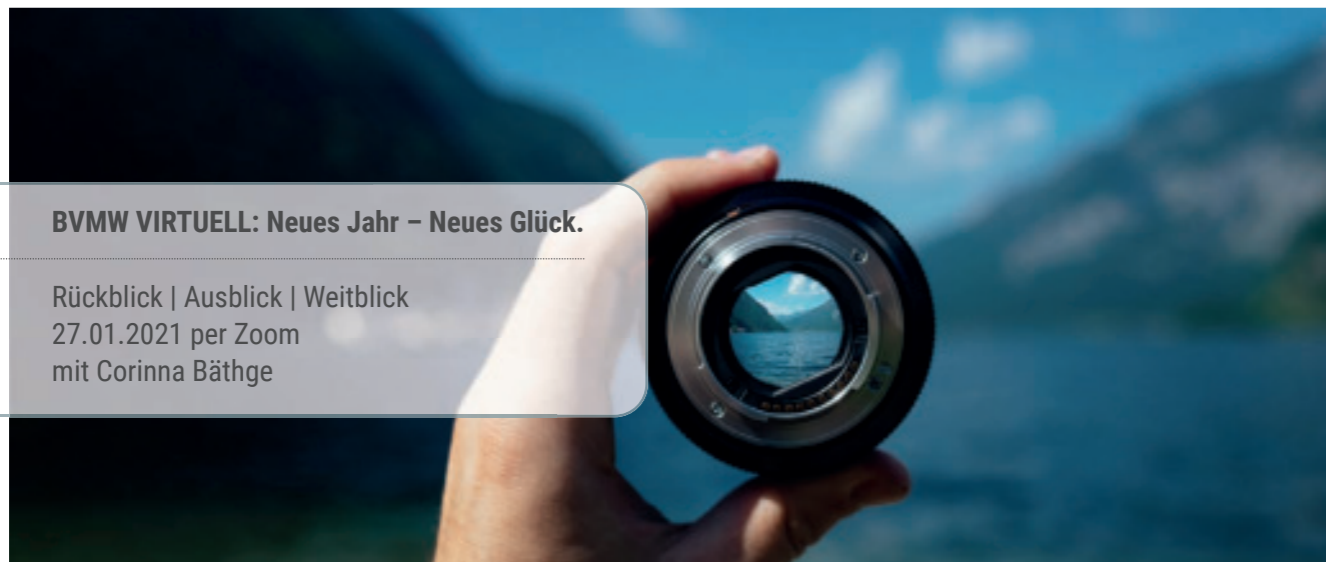 BVMW VIRTUELL: Neues Jahr – Neues Glück.
Rückblick | Ausblick | Weitblick
27.01.2021 per Zoom
mit Corinna Bäthge